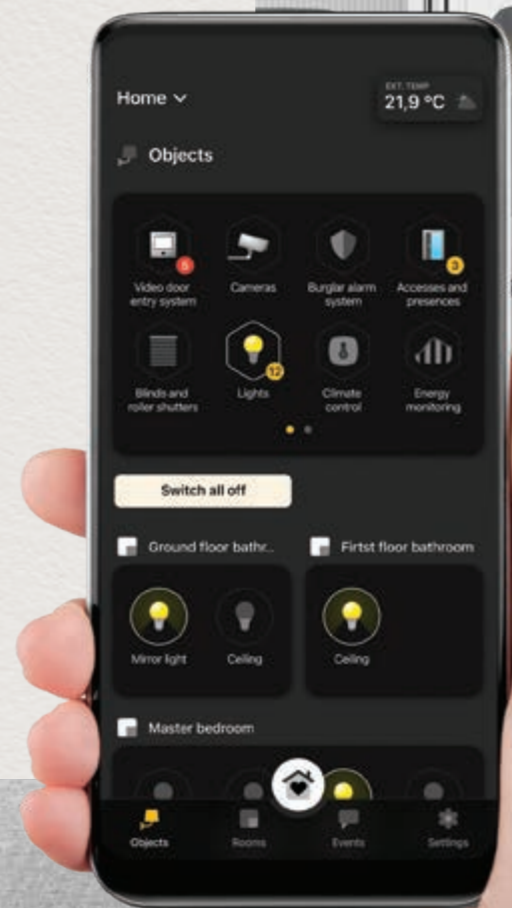 Home
EXT. TEMP
21,9 °C
Objects
5
3
Video door
entry system
Cameras
Burglar alarm
system
Accesses and
presences
12
Blinds and
roller shutters
Lights
Climate
control
Energy
monitoring
Switch all off
Ground floor bathr...
Firtst floor bathroom
Mirror light
Ceiling
Ceiling
Master bedroom
Objects
Rooms
Events
Settings